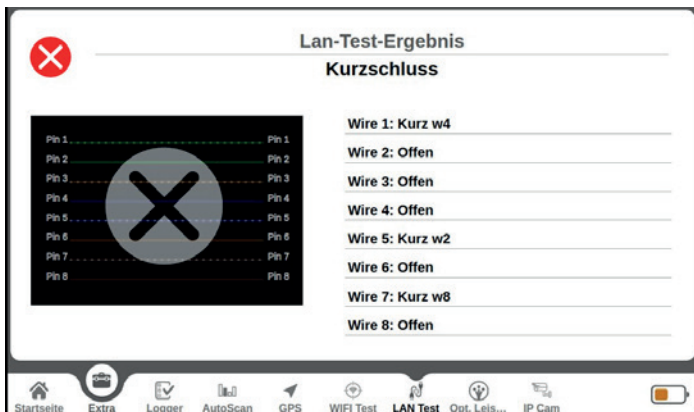 Lan-Test-Ergebnis
Kurzschluss
Wire 1: Kurz w4
Wire 2: Offen
Wire 3: Offen
Wire 4: Offen
Wire 5: Kurz w2
Wire 6: Offen
Wire 7: Kurz w8
Wire 8: Offen
Pin 1 Pin 1
Pin 2 Pin 2
Pin 3 Pin 3
Pin 4 Pin 4
Pin 5 Pin 5
Pin 6 Pin 6
Pin 7 Pin 7
Pin 8 Pin 8
Startseite Extra Logger AutoScan GPS WIFI Test LAN Test Opt. Leis... IP Cam